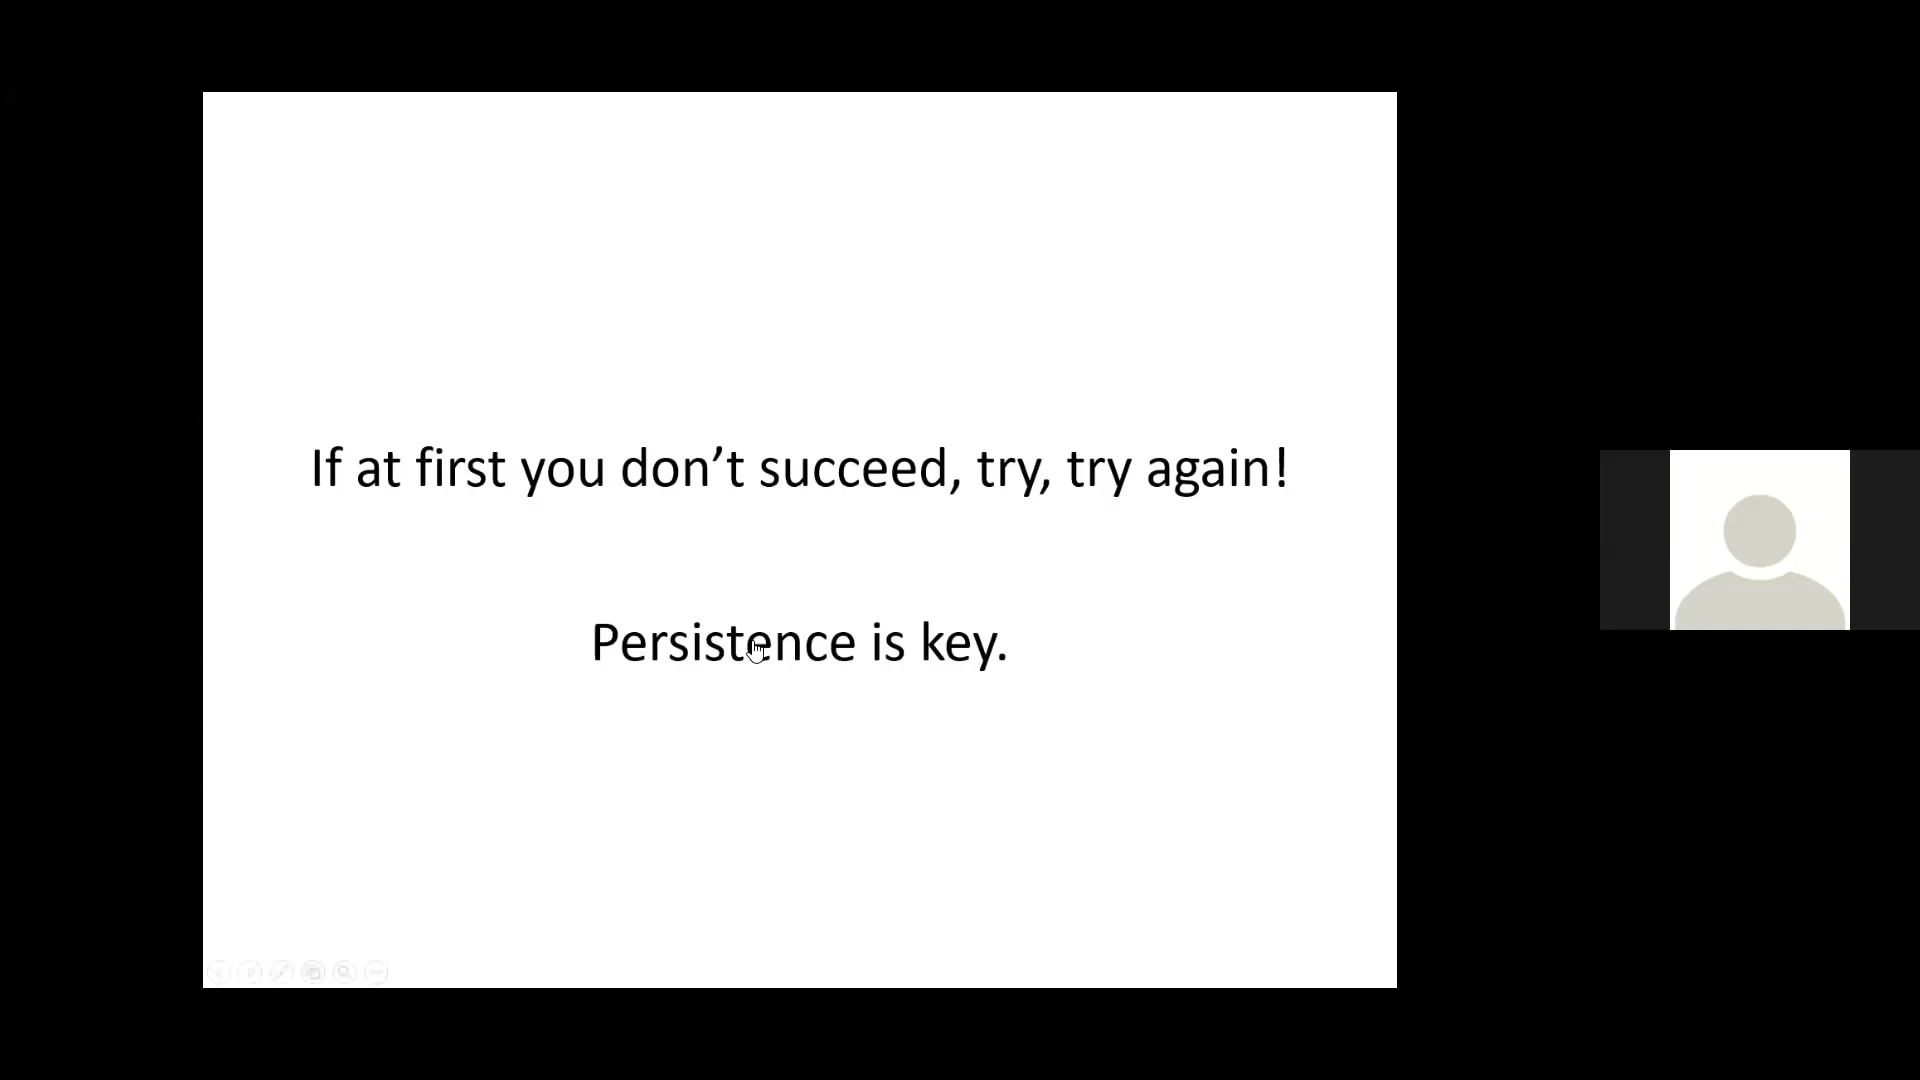 If at first you don’t succeed, try, try again!
Persistence is key.